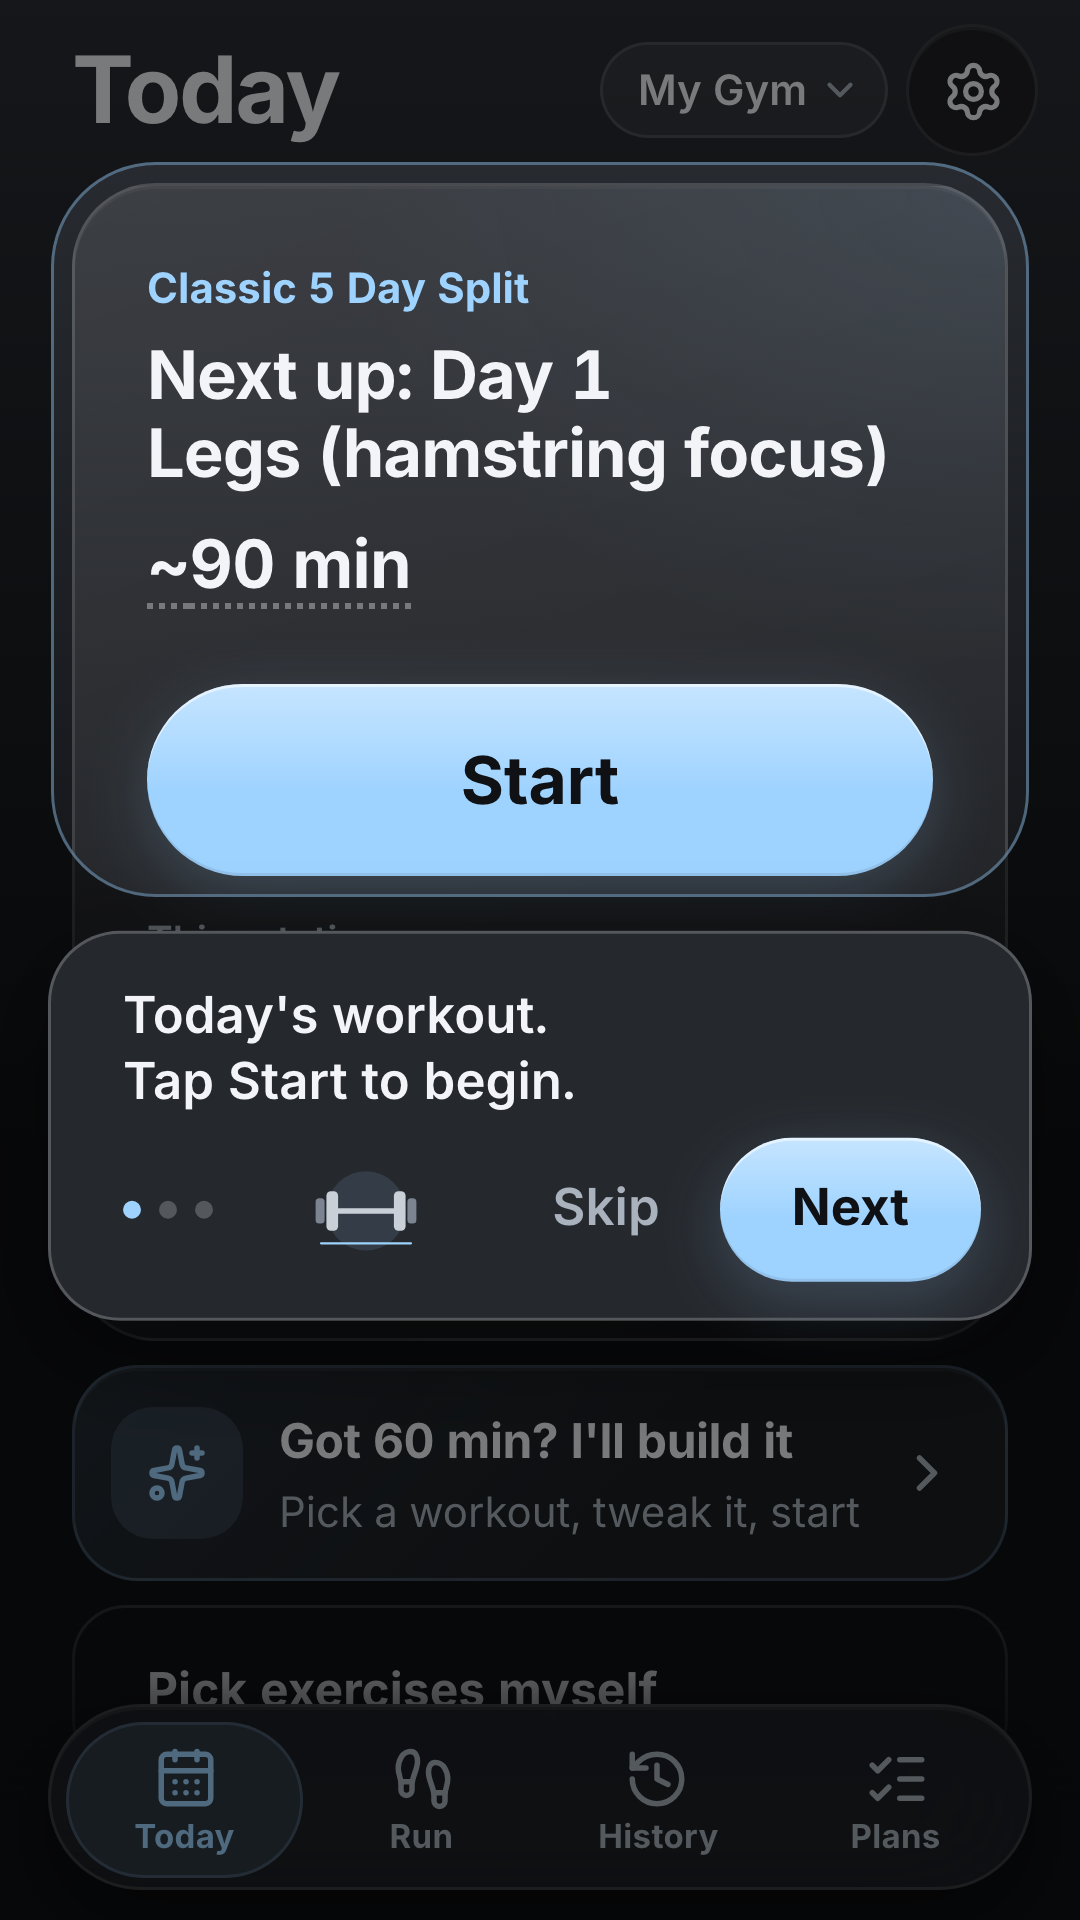 Today
My Gym
Classic 5 Day Split
Next up: Day 1
Legs (hamstring focus)
~90 min
Start
Today's workout.
Tap Start to begin.
Skip
Next
Got 60 min? I'll build it
Pick a workout, tweak it, start
Pick exercises myself
Today
Run
History
Plans